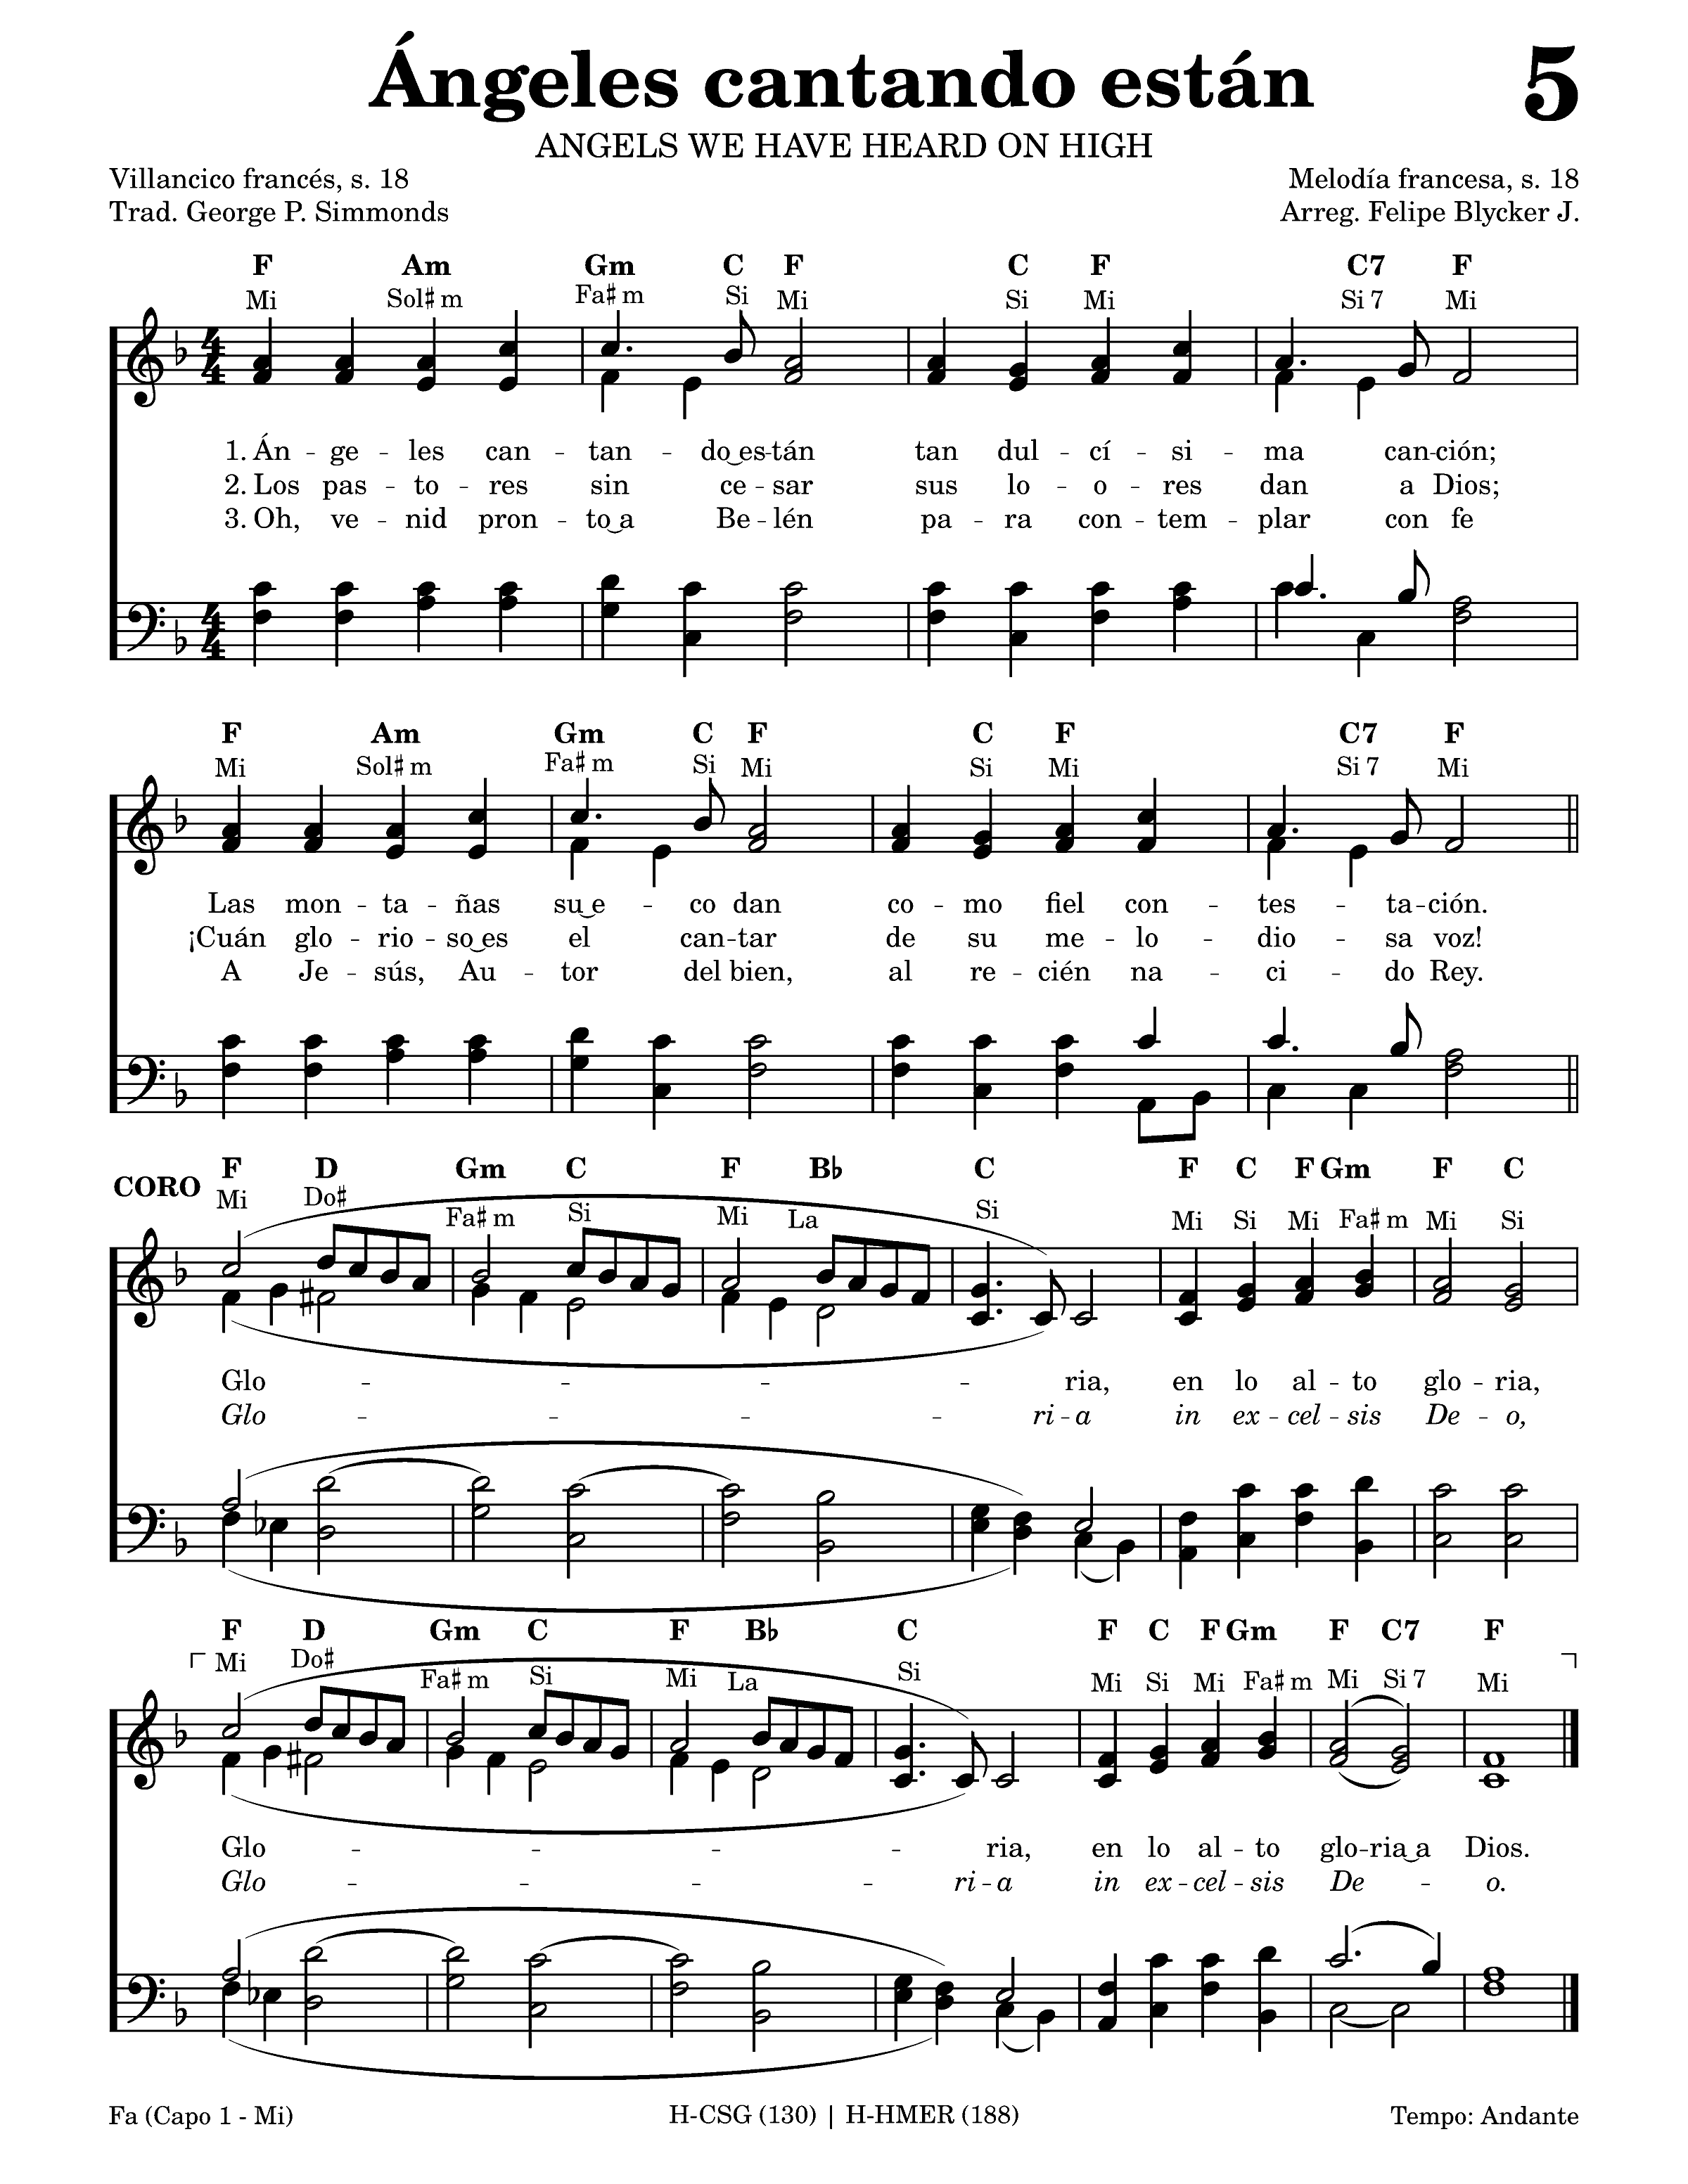 Ángeles cantando están
5
ANGELS WE HAVE HEARD ON HIGH
Villancico francés, s. 18
Melodía francesa, s. 18
Trad. George P. Simmonds
Arreg. Felipe Blycker J.
F Am Gm C F C F C7 F
Mi Sol♯m Fa♯m Si Mi Si Mi Si 7 Mi
4/4
1. Án - ge - les can - tan - do‿es - tán tan dul - cí - si - ma can - ción;
2. Los pas - to - res sin ce - sar sus lo - o - res dan a Dios;
3. Oh, ve - nid pron - to‿a Be - lén pa - ra con - tem - plar con fe
4/4
F Am Gm C F C F C7 F
Mi Sol♯m Fa♯m Si Mi Si Mi Si 7 Mi
Las mon - ta - ñas su‿e - co dan co - mo fiel con - tes - ta - ción.
¡Cuán glo - rio - so‿es el can - tar de su me - lo - dio - sa voz!
A Je - sús, Au - tor del bien, al re - cién na - ci - do Rey.
F D Gm C F B♭ C F C F Gm F C
CORO
Mi Do♯ Fa♯m Si Mi La Si Mi Si Mi Fa♯m Mi Si
Glo - - - - - ria, en lo al - to glo - ria,
Glo - - - - - ri - a in ex - cel - sis De - o,
F D Gm C F B♭ C F C F Gm F C7 F
Mi Do♯ Fa♯m Si Mi La Si Mi Si Mi Fa♯m Mi Si 7 Mi
Glo - - - - - ria, en lo al - to glo - ria‿a Dios.
Glo - - - - - ri - a in ex - cel - sis De - o.
Fa (Capo 1 - Mi)
H-CSG (130) | H-HMER (188)
Tempo: Andante